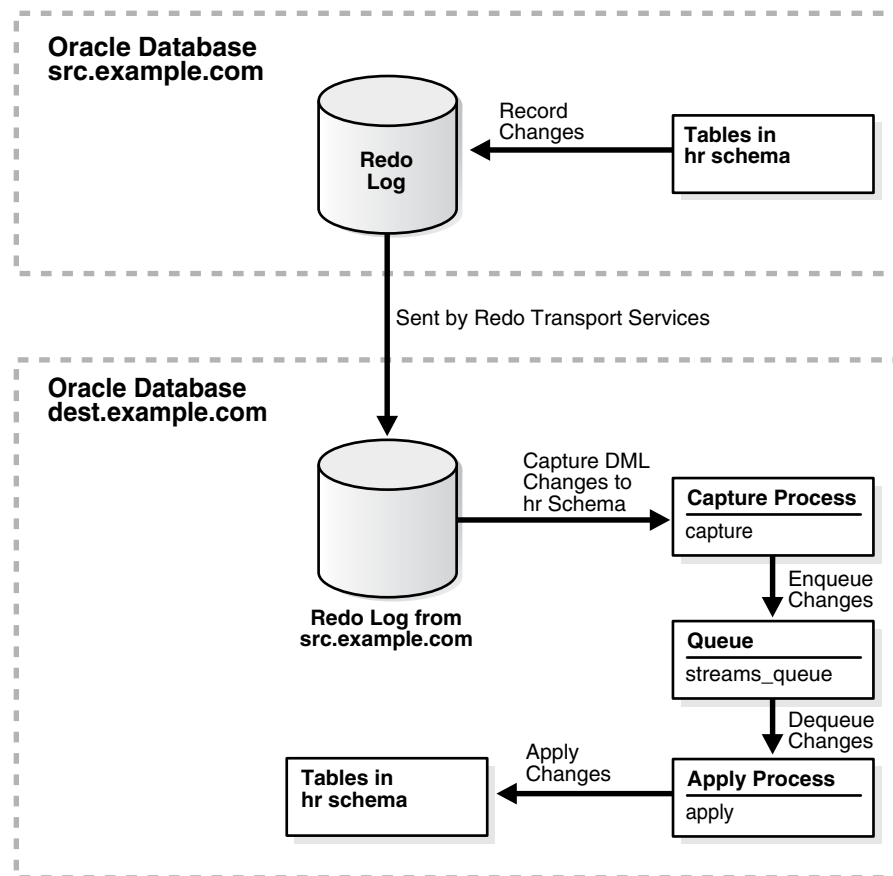 Oracle Database
src.example.com
Record
Changes
Tables in
hr schema
Redo
Log
Sent by Redo Transport Services
Oracle Database
dest.example.com
Capture DML
Changes to
hr Schema
Capture Process
capture
Enqueue
Changes
Redo Log from
src.example.com
Queue
streams_queue
Dequeue
Changes
Apply
Changes
Tables in
hr schema
Apply Process
apply